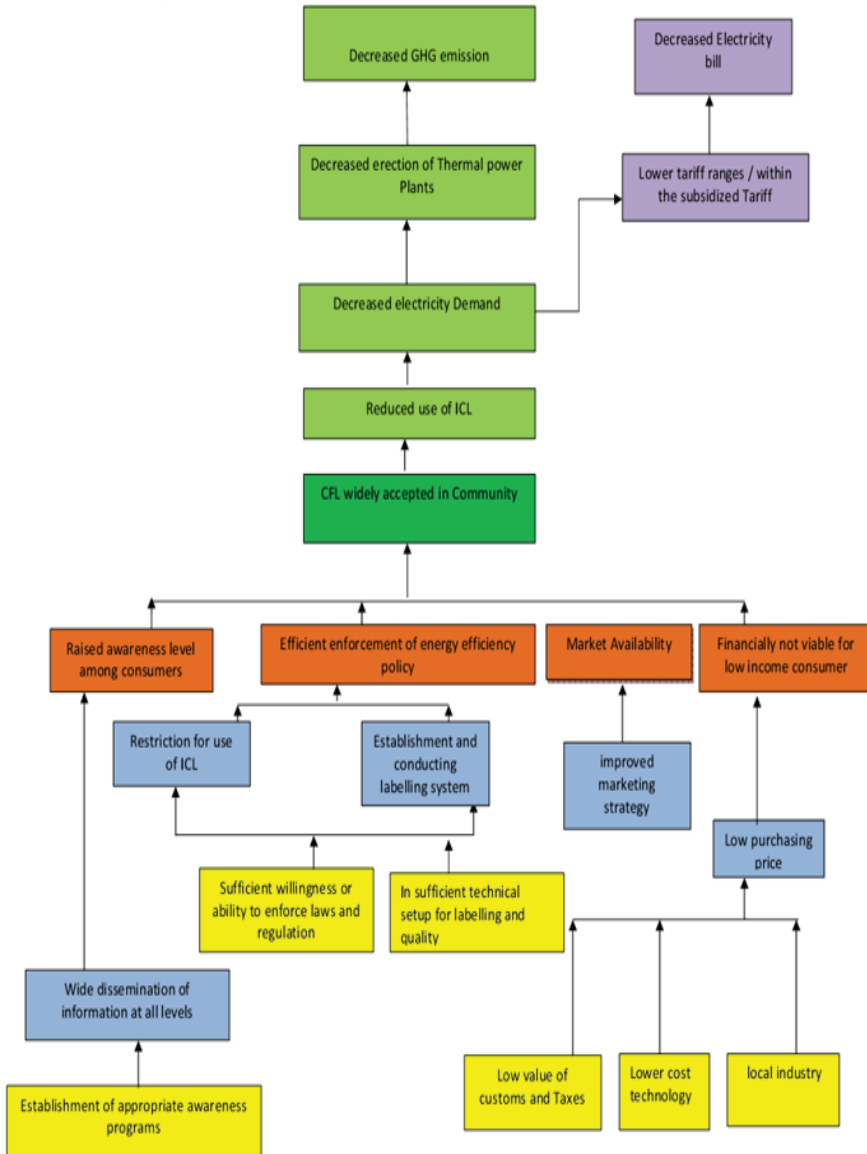 Decreased GHG emission
Decreased Electricity
bill
Decreased erection of Thermal power
Plants
Lower tariff ranges / within
the subsidized Tariff
Decreased electricity Demand
Reduced use of ICL
CFL widely accepted in Community
Raised awareness level
among consumers
Efficient enforcement of energy efficiency
policy
Market Availability
Financially not viable for
low income consumer
Restriction for use
of ICL
Establishment and
conducting
labelling system
improved
marketing
strategy
Low purchasing
price
Sufficient willingness or
ability to enforce laws and
regulation
In sufficient technical
setup for labelling and
quality
Wide dissemination of
information at all levels
Establishment of appropriate awareness
programs
Low value of
customs and Taxes
Lower cost
technology
local industry